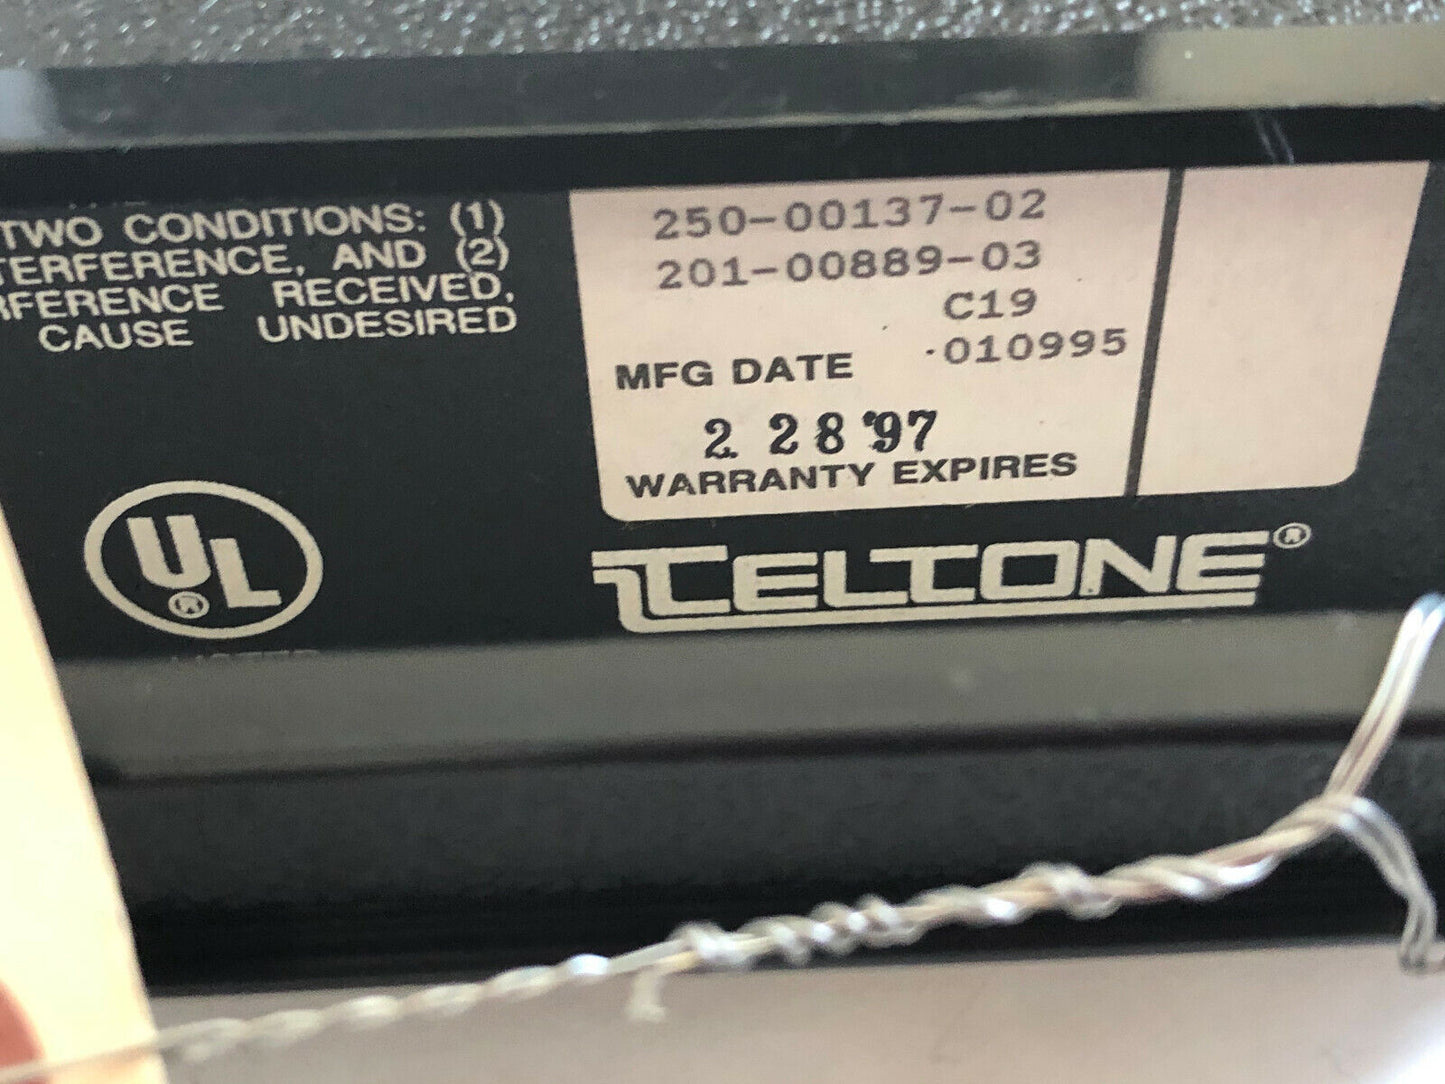 TWO CONDITIONS: (1)
TERFERENCE, AND (2)
RFERENCE RECEIVED,
CAUSE UNDESIRED
250-00137-02
201-00889-03
C19
MFG DATE 010995
2 28 '97
WARRANTY EXPIRES
UL®
TELTONE®